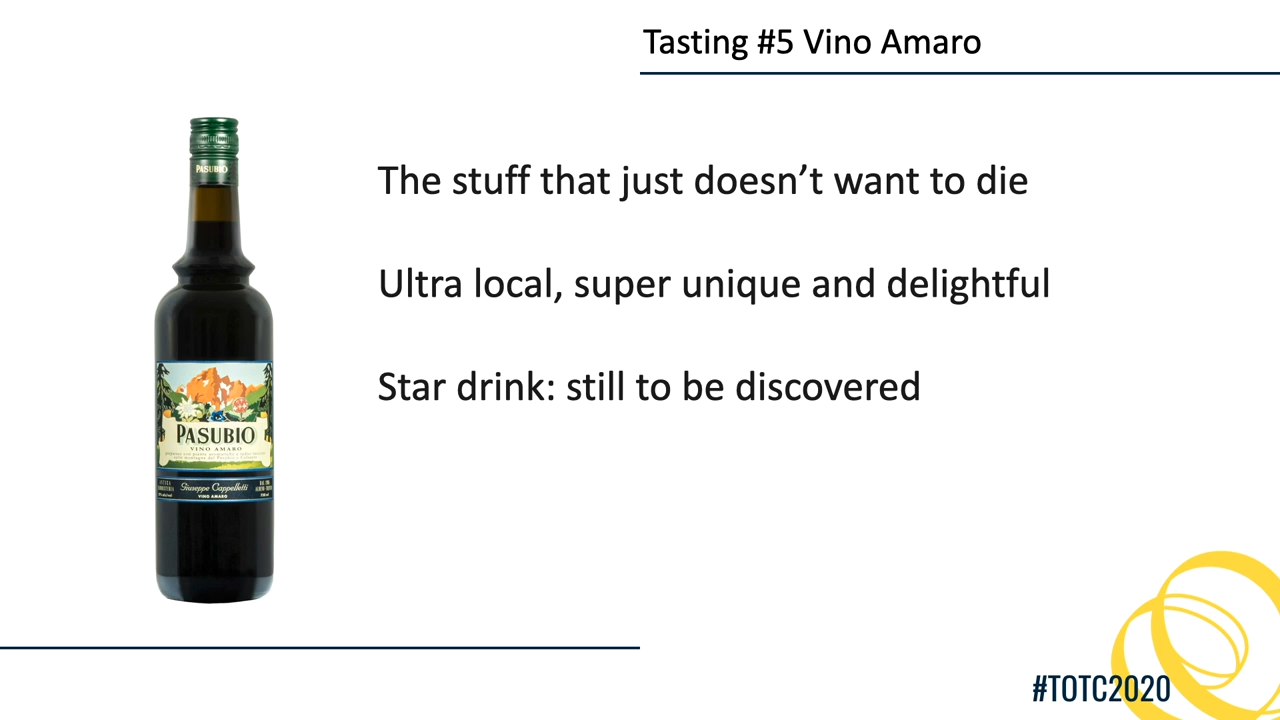 Tasting #5 Vino Amaro
PASUBIO
The stuff that just doesn’t want to die
Ultra local, super unique and delightful
Star drink: still to be discovered
PASUBIO
VINO AMARO
Giuseppe Cappelletti
VINO AMARO
#TOTC2020